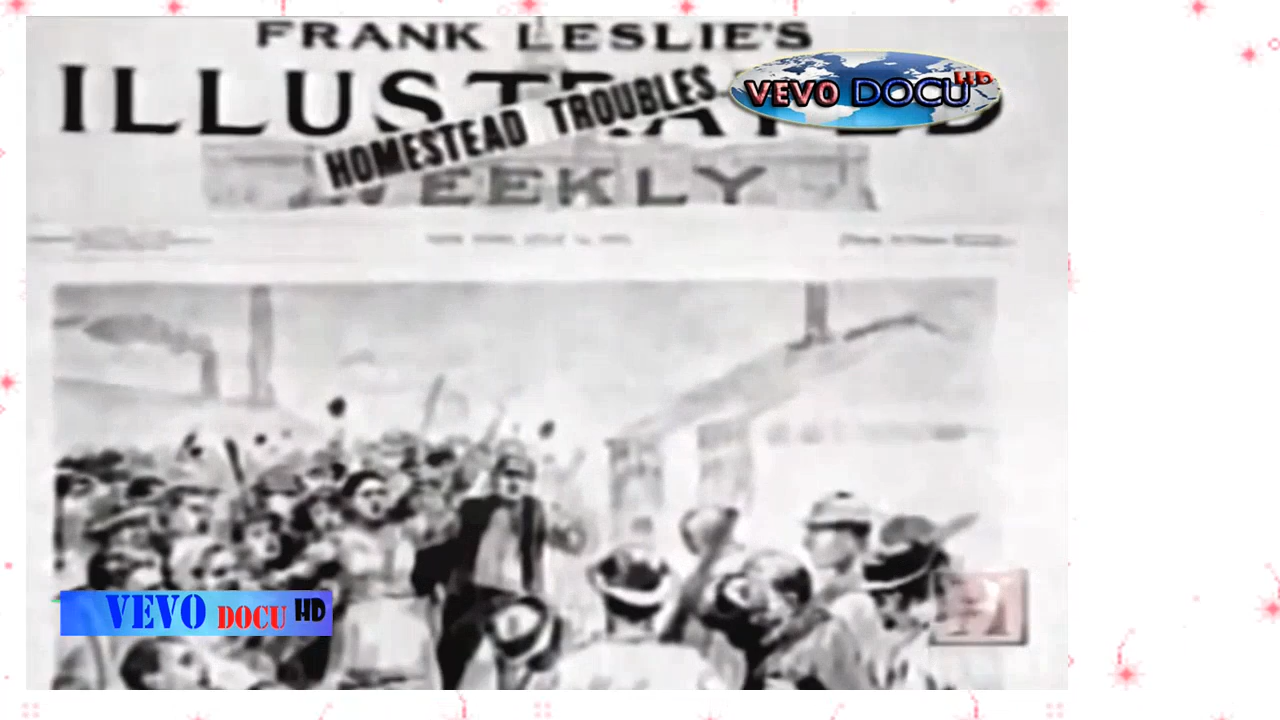 FRANK LESLIE'S
ILLUSTRATED
HOMESTEAD TROUBLES
WEEKLY
VEVO DOCU HD
VEVO DOCU HD
H